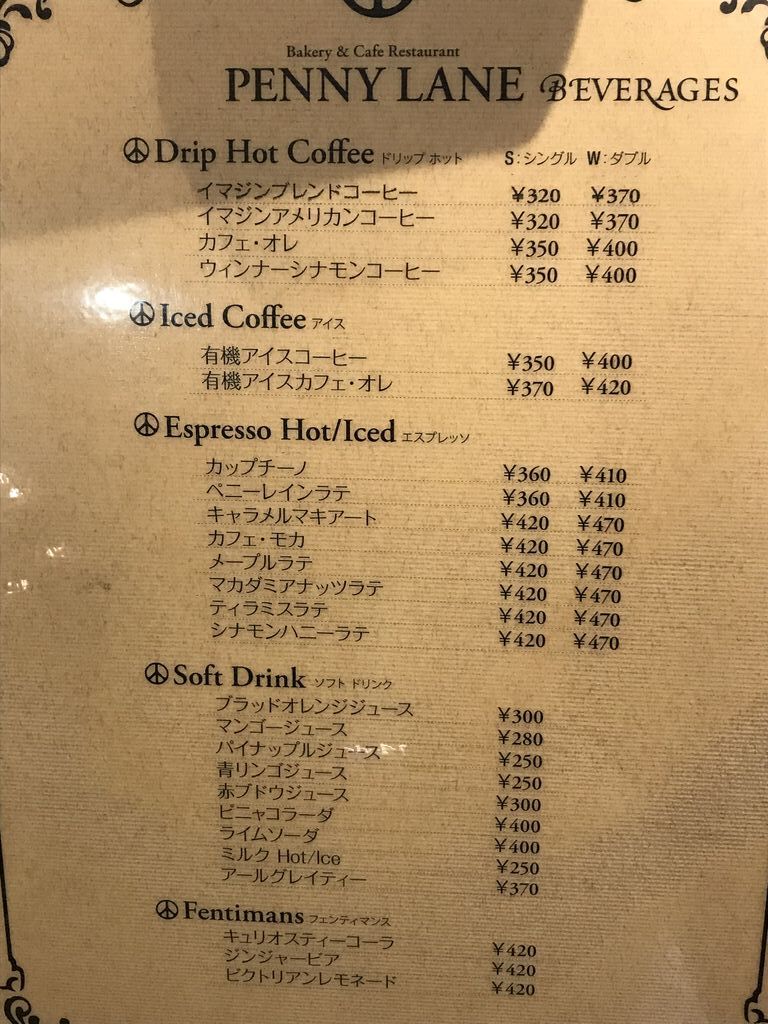 Bakery & Cafe Restaurant
PENNY LANE BEVERAGES
Drip Hot Coffee ドリップ ホット S:シングル W:ダブル
イマジンブレンドコーヒー ¥320 ¥370
イマジンアメリカンコーヒー ¥320 ¥370
カフェ・オレ ¥350 ¥400
ウィンナーシナモンコーヒー ¥350 ¥400
Iced Coffee アイス
有機アイスコーヒー ¥350 ¥400
有機アイスカフェ・オレ ¥370 ¥420
Espresso Hot/Iced エスプレッソ
カップチーノ ¥360 ¥410
ペニーレインラテ ¥360 ¥410
キャラメルマキアート ¥420 ¥470
カフェ・モカ ¥420 ¥470
メープルラテ ¥420 ¥470
マカダミアナッツラテ ¥420 ¥470
ティラミスラテ ¥420 ¥470
シナモンハニーラテ ¥420 ¥470
Soft Drink ソフト ドリンク
ブラッドオレンジジュース ¥300
マンゴージュース ¥280
パイナップルジュース ¥250
青リンゴジュース ¥250
赤ブドウジュース ¥300
ピニャコラーダ ¥400
ライムソーダ ¥400
ミルク Hot/Ice ¥250
アールグレイティー ¥370
Fentimans フェンティマンス
キュリオスティーコーラ ¥420
ジンジャービア ¥420
ビクトリアンレモネード ¥420